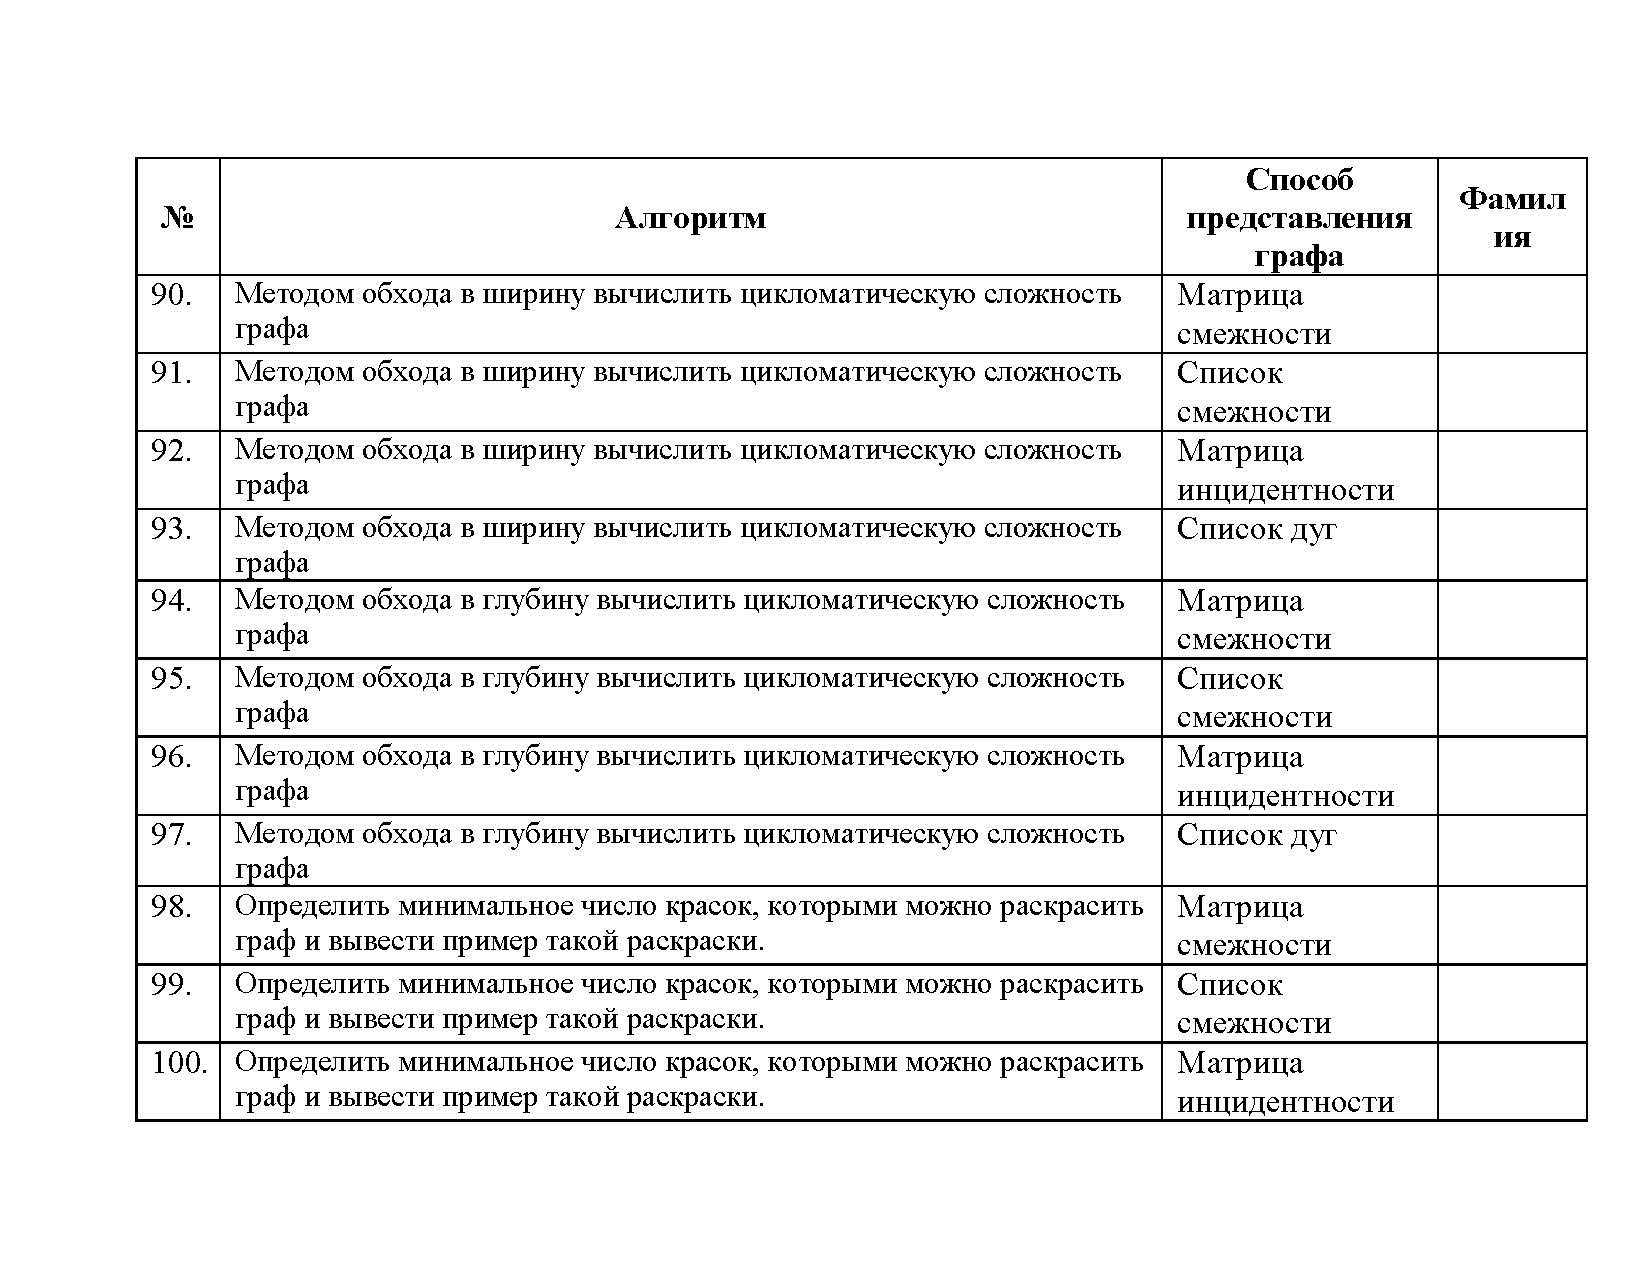 №
Алгоритм
Способ
представления
графа
Фамил
ия
90.
Методом обхода в ширину вычислить цикломатическую сложность
графа
Матрица
смежности
91.
Методом обхода в ширину вычислить цикломатическую сложность
графа
Список
смежности
92.
Методом обхода в ширину вычислить цикломатическую сложность
графа
Матрица
инцидентности
93.
Методом обхода в ширину вычислить цикломатическую сложность
графа
Список дуг
94.
Методом обхода в глубину вычислить цикломатическую сложность
графа
Матрица
смежности
95.
Методом обхода в глубину вычислить цикломатическую сложность
графа
Список
смежности
96.
Методом обхода в глубину вычислить цикломатическую сложность
графа
Матрица
инцидентности
97.
Методом обхода в глубину вычислить цикломатическую сложность
графа
Список дуг
98.
Определить минимальное число красок, которыми можно раскрасить
граф и вывести пример такой раскраски.
Матрица
смежности
99.
Определить минимальное число красок, которыми можно раскрасить
граф и вывести пример такой раскраски.
Список
смежности
100.
Определить минимальное число красок, которыми можно раскрасить
граф и вывести пример такой раскраски.
Матрица
инцидентности